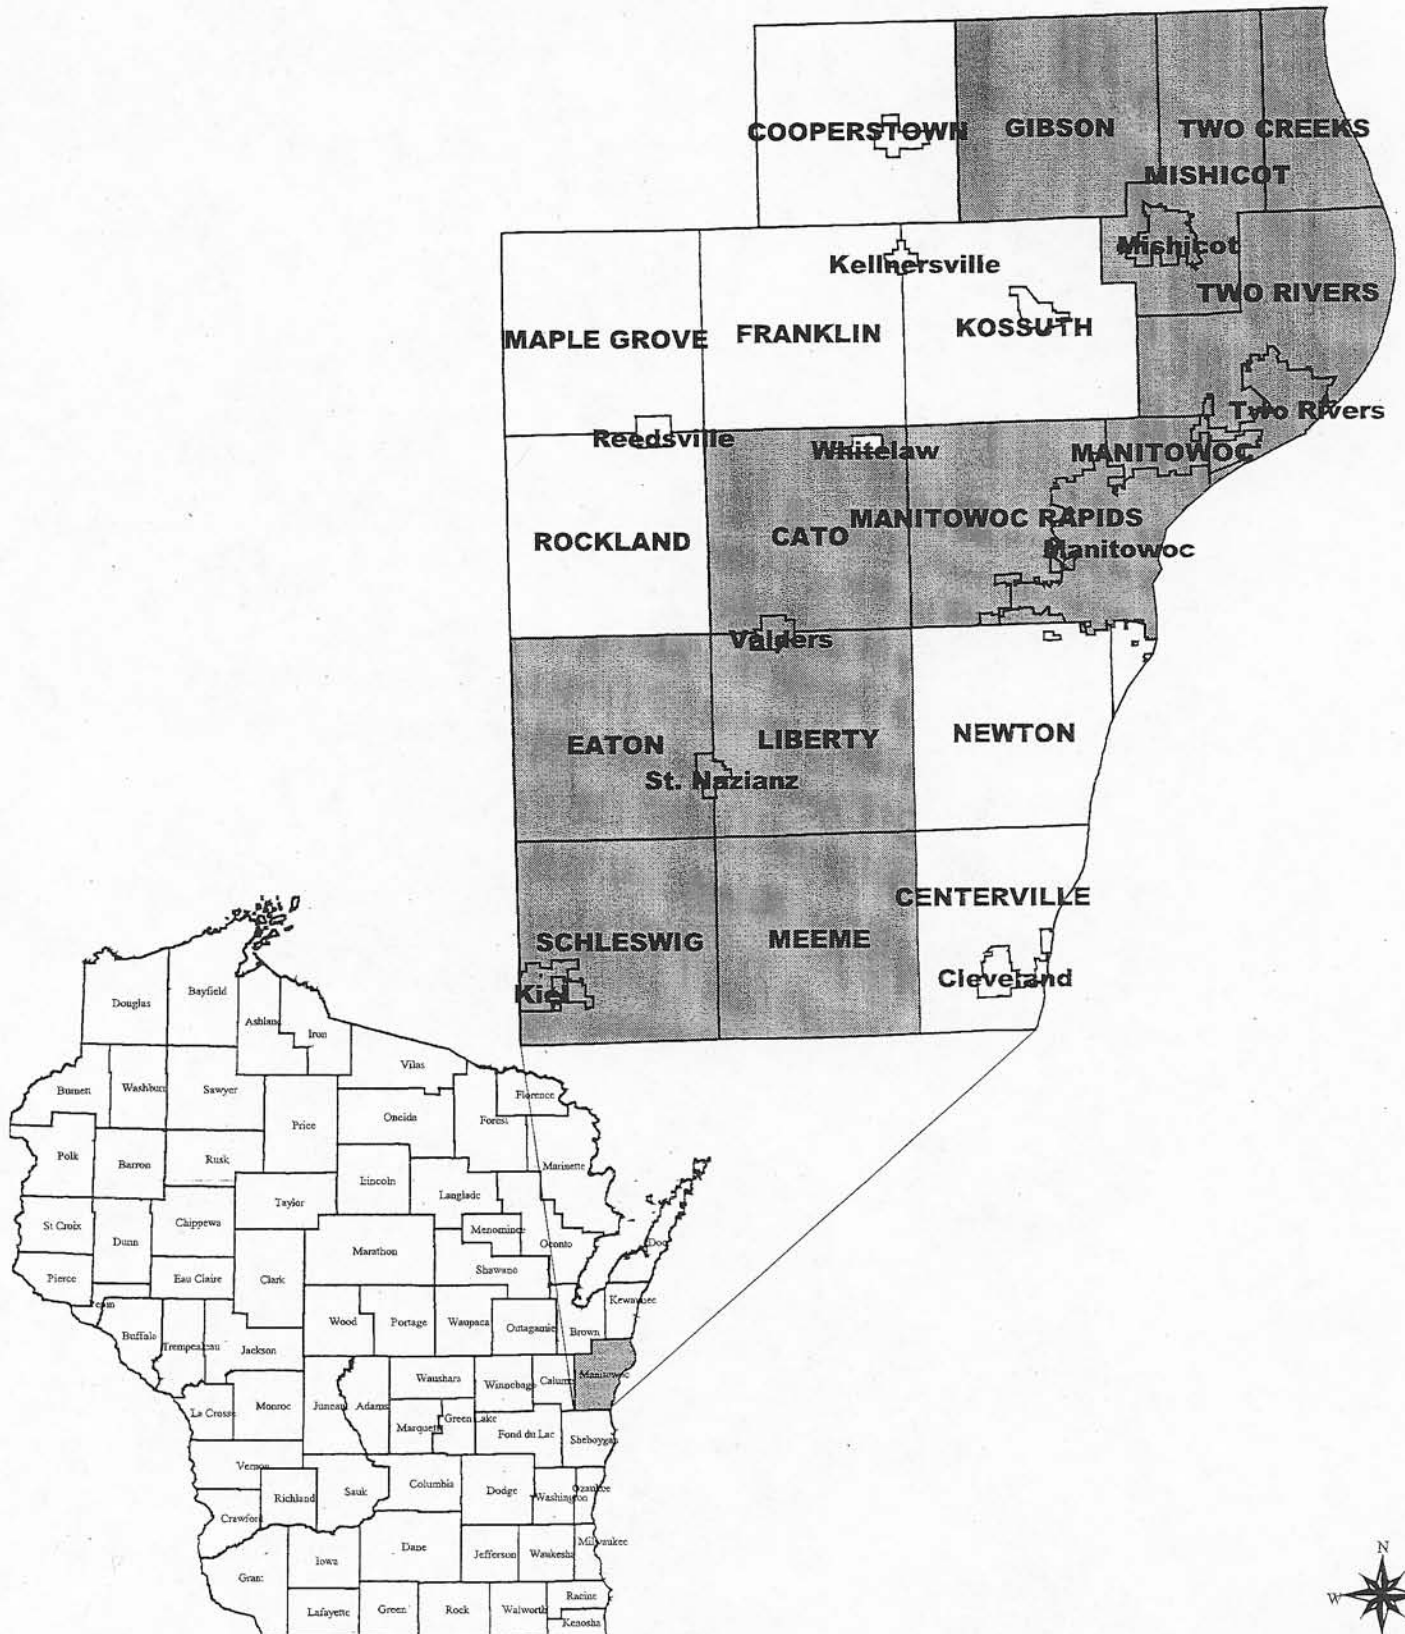 COOPERSTOWN
GIBSON
TWO CREEKS
MISHICOT
Mishicot
Kellnersville
TWO RIVERS
MAPLE GROVE
FRANKLIN
KOSSUTH
Two Rivers
Reedsville
Whitelaw
MANITOWOC
ROCKLAND
CATO
MANITOWOC RAPIDS
Manitowoc
Valders
EATON
LIBERTY
NEWTON
St. Nazianz
CENTERVILLE
SCHLESWIG
MEEME
Cleveland
Kiel
Douglas
Bayfield
Ashland
Iron
Vilas
Burnett
Washburn
Sawyer
Florence
Price
Oneida
Forest
Polk
Barron
Rusk
Marinette
Lincoln
Langlade
Taylor
St Croix
Dunn
Chippewa
Menominee
Oconto
Door
Marathon
Pierce
Eau Claire
Clark
Shawano
Pepin
Kewaunee
Buffalo
Trempealeau
Jackson
Wood
Portage
Waupaca
Outagamie
Brown
Manitowoc
Waushara
Winnebago
Calumet
La Crosse
Monroe
Juneau
Adams
Marquette
Green Lake
Fond du Lac
Sheboygan
Vernon
Richland
Sauk
Columbia
Dodge
Washington
Ozaukee
Crawford
Iowa
Dane
Jefferson
Waukesha
Milwaukee
Grant
Lafayette
Green
Rock
Walworth
Racine
Kenosha
N
W